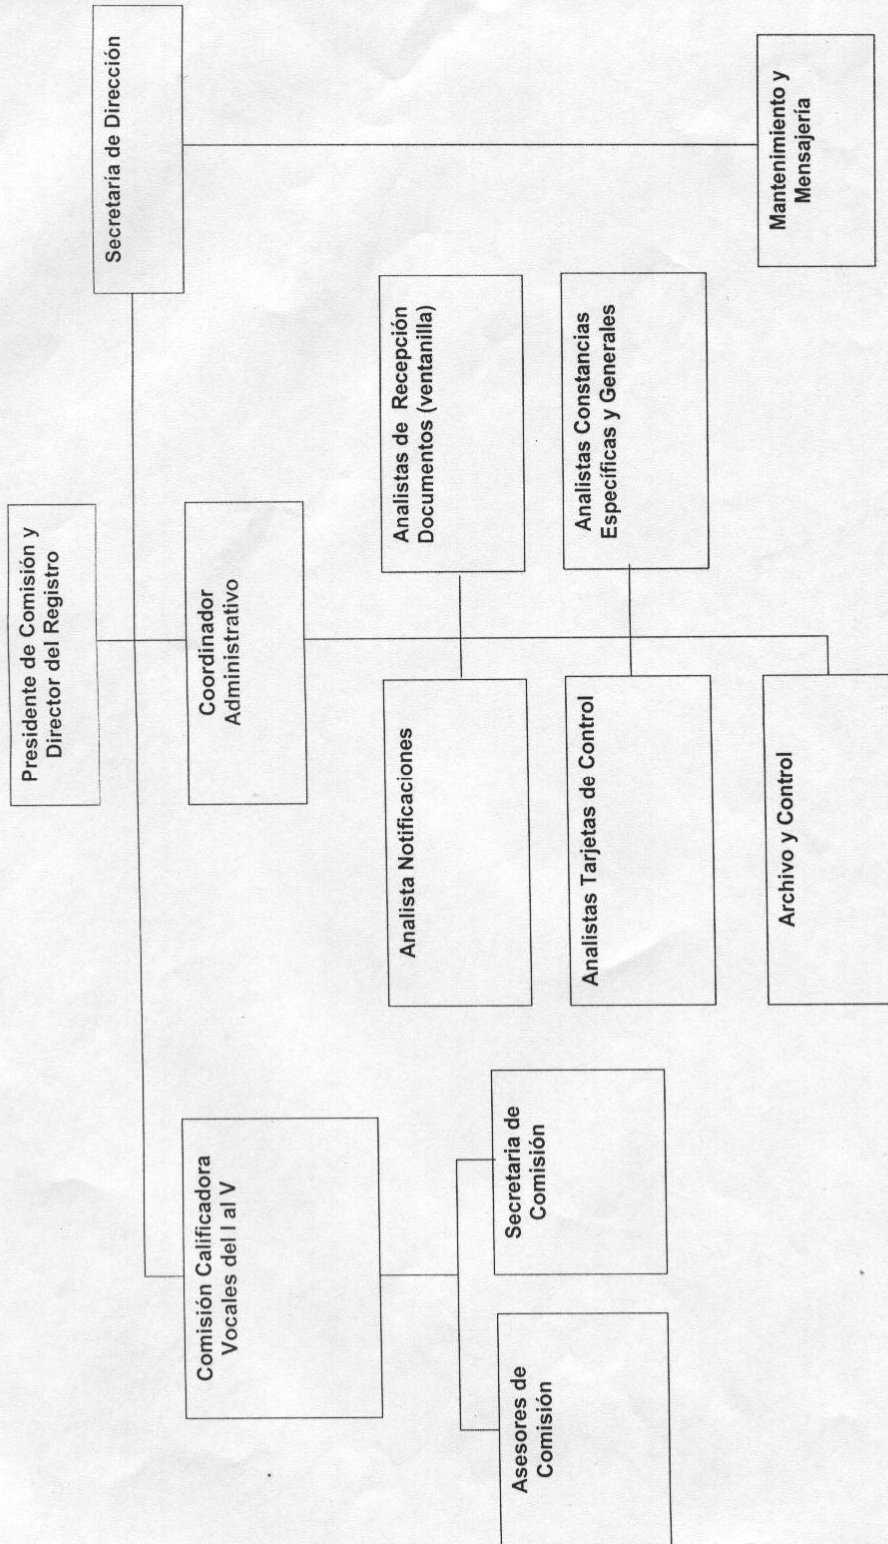 Presidente de Comisión y
Director del Registro
Secretaria de Dirección
Comisión Calificadora
Vocales del I al V
Coordinador
Administrativo
Asesores de
Comisión
Secretaria de
Comisión
Analista Notificaciones
Analistas de Recepción
Documentos (ventanilla)
Analistas Tarjetas de Control
Analistas Constancias
Específicas y Generales
Archivo y Control
Mantenimiento y
Mensajería